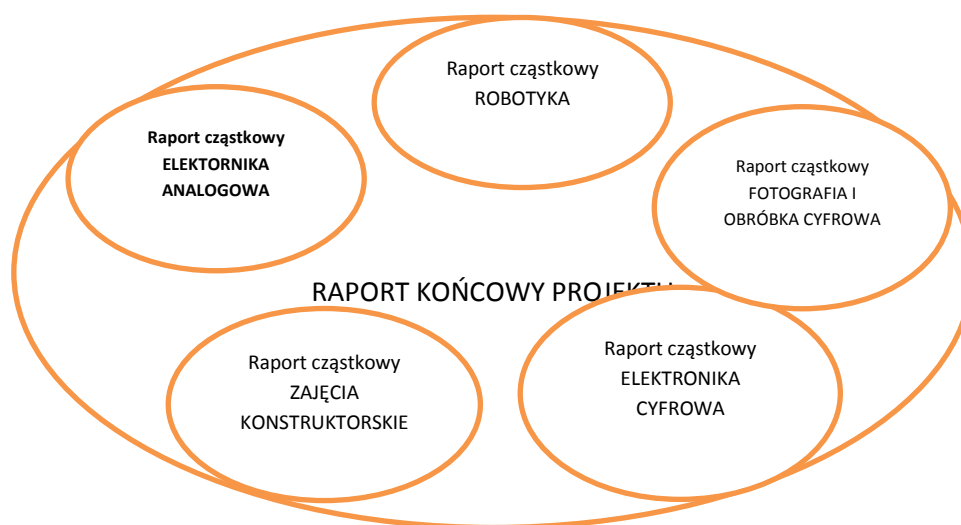 Raport cząstkowy
ROBOTYKA
Raport cząstkowy
ELEKTORNIKA
ANALOGOWA
Raport cząstkowy
FOTOGRAFIA I
OBRÓBKA CYFROWA
RAPORT KOŃCOWY PROJEKTU
Raport cząstkowy
ZAJĘCIA
KONSTRUKTORSKIE
Raport cząstkowy
ELEKTRONIKA
CYFROWA